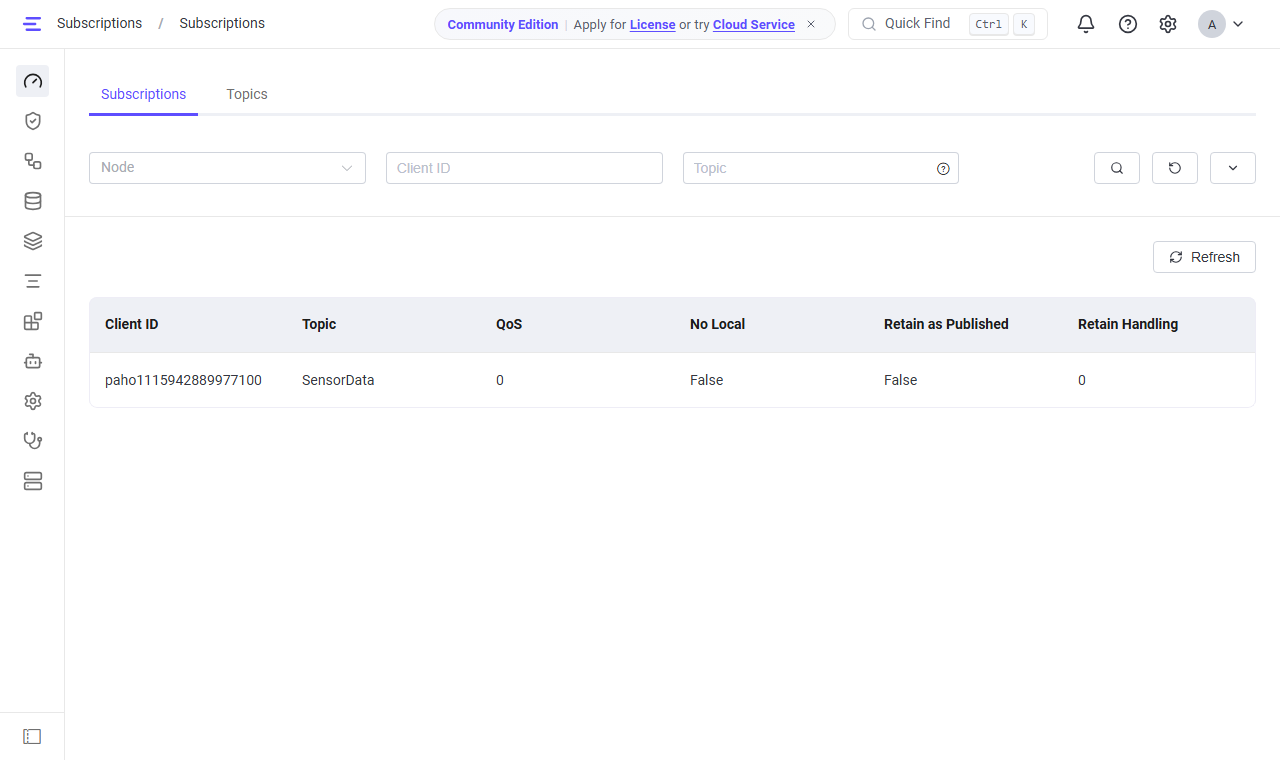 Subscriptions / Subscriptions
Community Edition | Apply for License or try Cloud Service
Quick Find Ctrl K
A
Subscriptions Topics
Node Client ID Topic
Refresh
Client ID Topic QoS No Local Retain as Published Retain Handling
paho1115942889977100 SensorData 0 False False 0